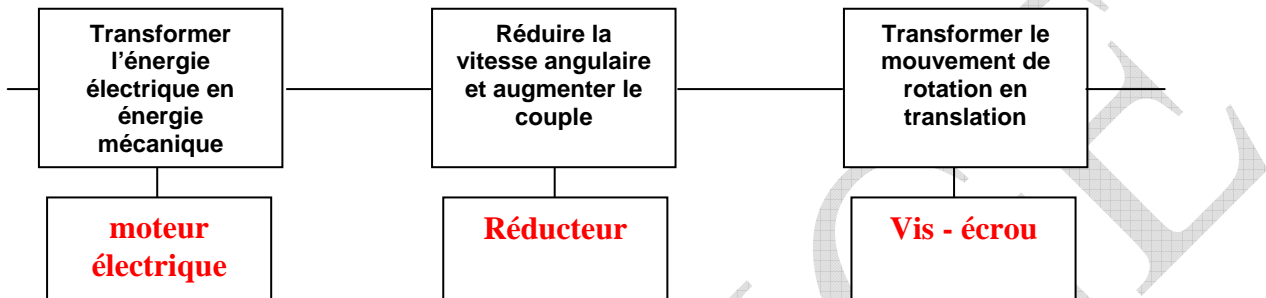 Transformer
l’énergie
électrique en
énergie
mécanique
moteur
électrique
Réduire la
vitesse angulaire
et augmenter le
couple
Réducteur
Transformer le
mouvement de
rotation en
translation
Vis - écrou